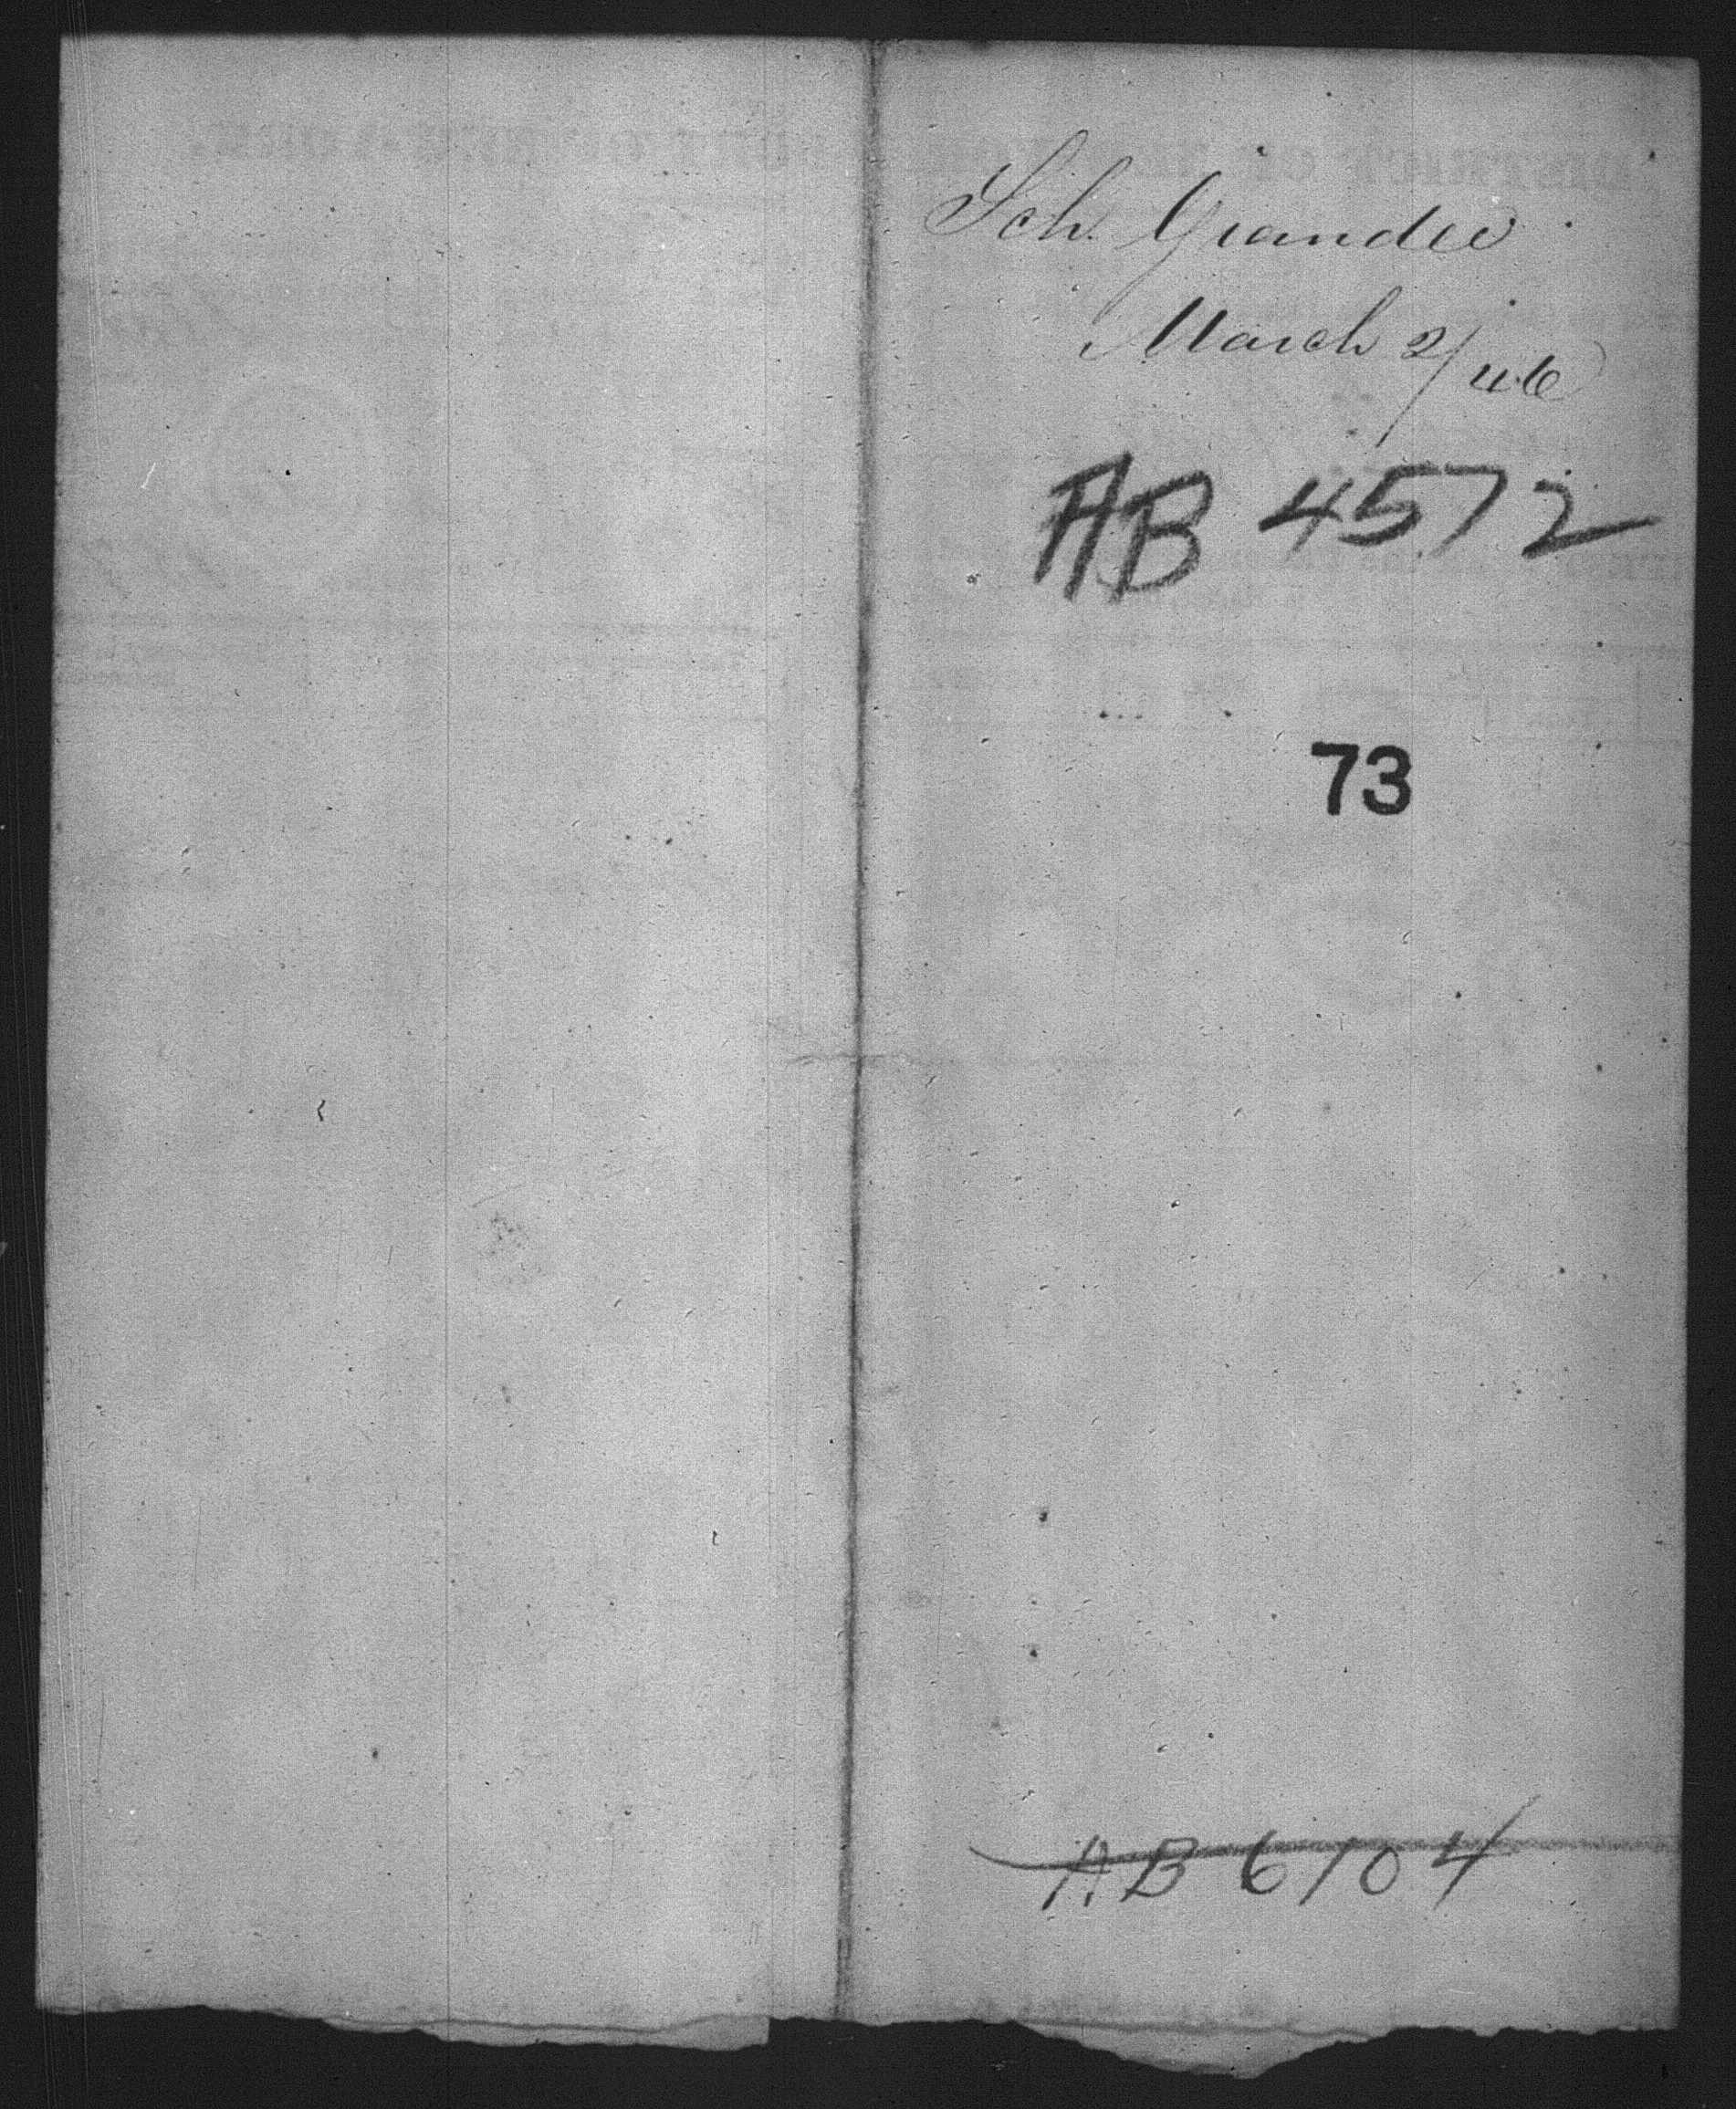 Sch. Grandee
March 2/46
AB 4572
73
AB 6104